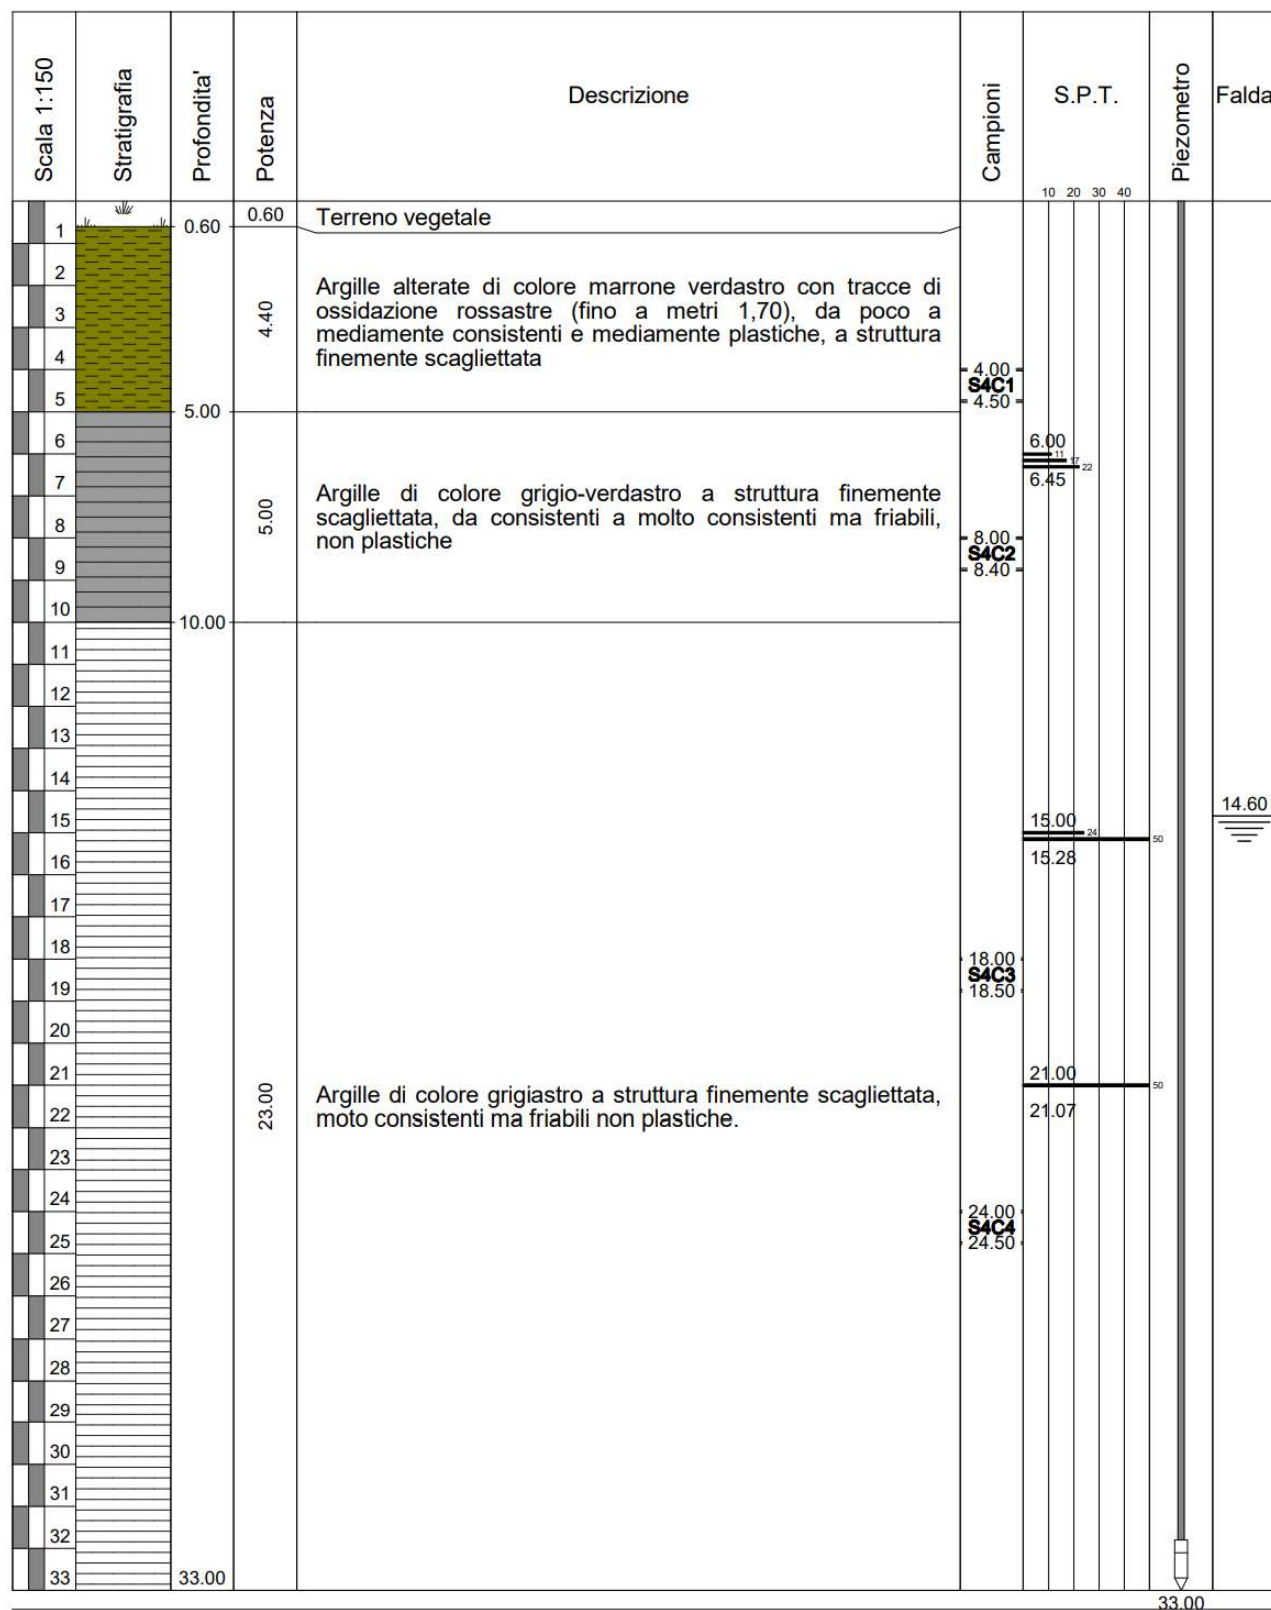 Scala 1:150
Stratigrafia
Profondita'
Potenza
Descrizione
Campioni
S.P.T.
Piezometro
Falda
10 20 30 40
1
0.60
0.60
Terreno vegetale
2
3
4
5
4.40
Argille alterate di colore marrone verdastro con tracce di
ossidazione rossastre (fino a metri 1,70), da poco a
mediamente consistenti e mediamente plastiche, a struttura
finemente scagliettata
4.00
S4C1
4.50
5.00
6
7
8
9
10
5.00
Argille di colore grigio-verdastro a struttura finemente
scagliettata, da consistenti a molto consistenti ma friabili,
non plastiche
6.00
11
17
22
6.45
8.00
S4C2
8.40
10.00
11
12
13
14
15
14.60
15.00
24
50
15.28
16
17
18
18.00
S4C3
18.50
19
20
21
21.00
50
21.07
22
23.00
Argille di colore grigiastro a struttura finemente scagliettata,
moto consistenti ma friabili non plastiche.
23
24
24.00
S4C4
24.50
25
26
27
28
29
30
31
32
33
33.00
33.00